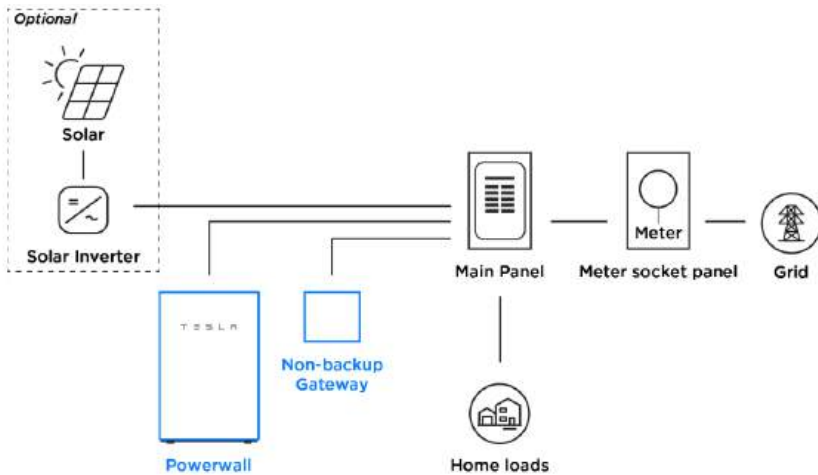 Optional
Solar
Solar Inverter
Main Panel
Meter
Meter socket panel
Grid
TESLA
Non-backup
Gateway
Powerwall
Home loads